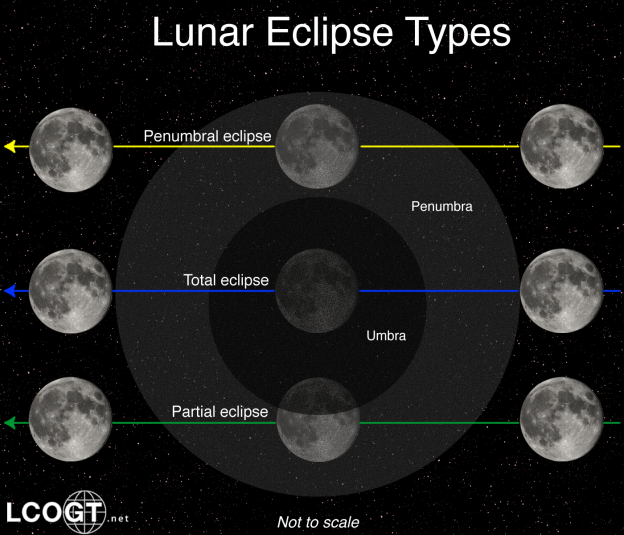 Lunar Eclipse Types
Penumbral eclipse
Penumbra
Total eclipse
Umbra
Partial eclipse
LCOGT.net
Not to scale